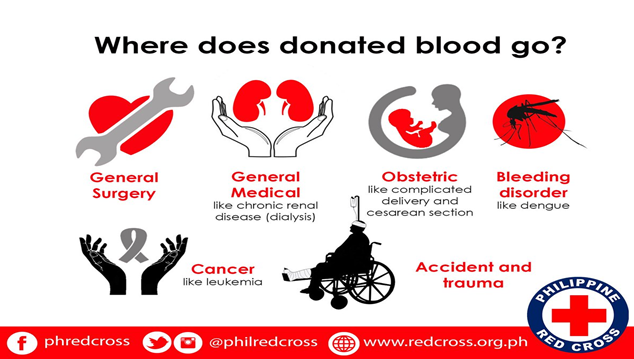 Where does donated blood go?
General
Surgery
General
Medical
like chronic renal
disease (dialysis)
Obstetric
like complicated
delivery and
cesarean section
Bleeding
disorder
like dengue
Cancer
like leukemia
Accident and
trauma
PHILIPPINE
RED CROSS
f phredcross
@philredcross
www.redcross.org.ph